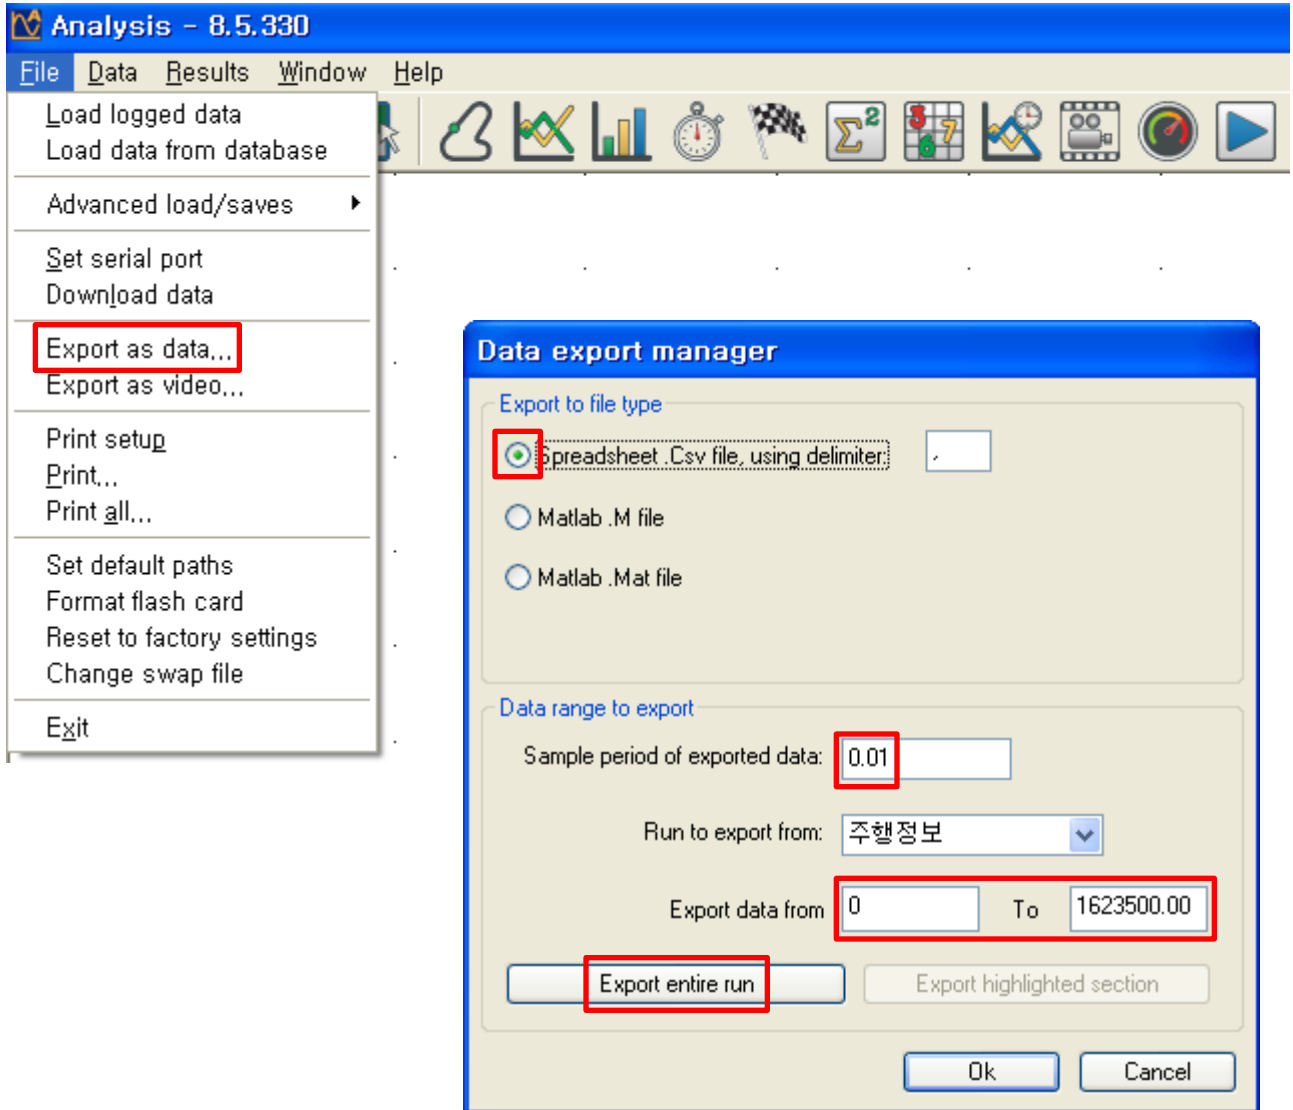 Analysis - 8.5.330
File Data Results Window Help
Load logged data
Load data from database
Advanced load/saves
Set serial port
Download data
Export as data...
Export as video...
Print setup
Print...
Print all...
Set default paths
Format flash card
Reset to factory settings
Change swap file
Exit
Data export manager
Export to file type
Spreadsheet .Csv file, using delimiter: ,
Matlab .M file
Matlab .Mat file
Data range to export
Sample period of exported data: 0.01
Run to export from: 주행정보
Export data from 0 To 1623500.00
Export entire run Export highlighted section
Ok Cancel